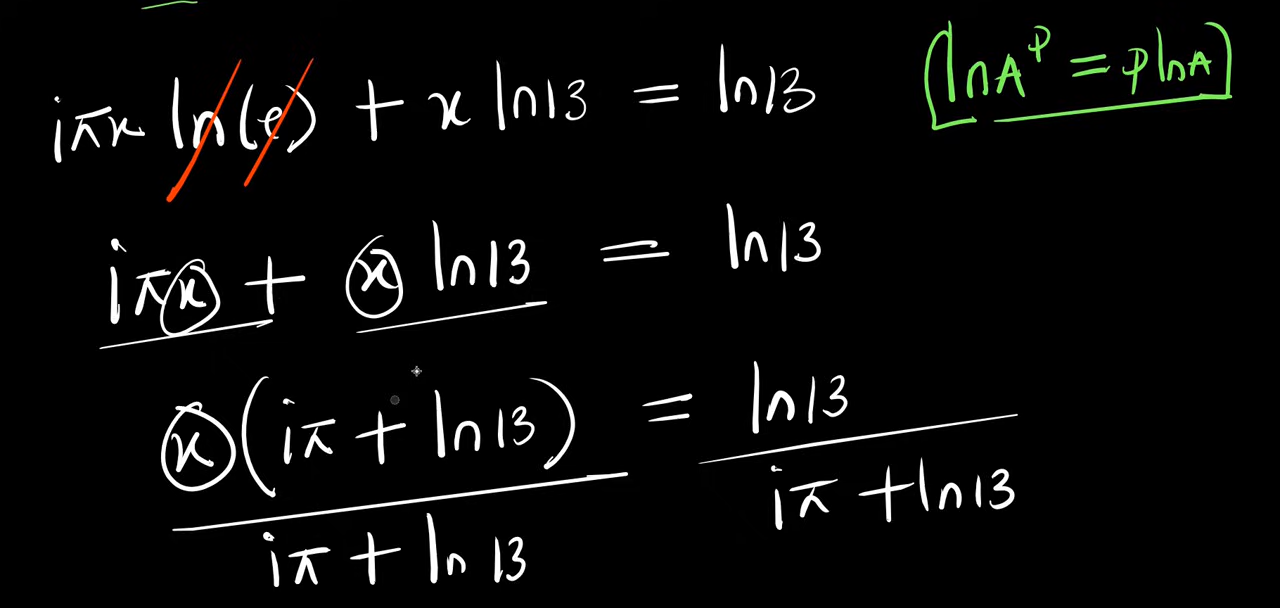 iπx ln(e) + x ln13 = ln13
lnA^P = P lnA
iπx + x ln13 = ln13
x(iπ + ln13) / iπ + ln13 = ln13 / iπ + ln13